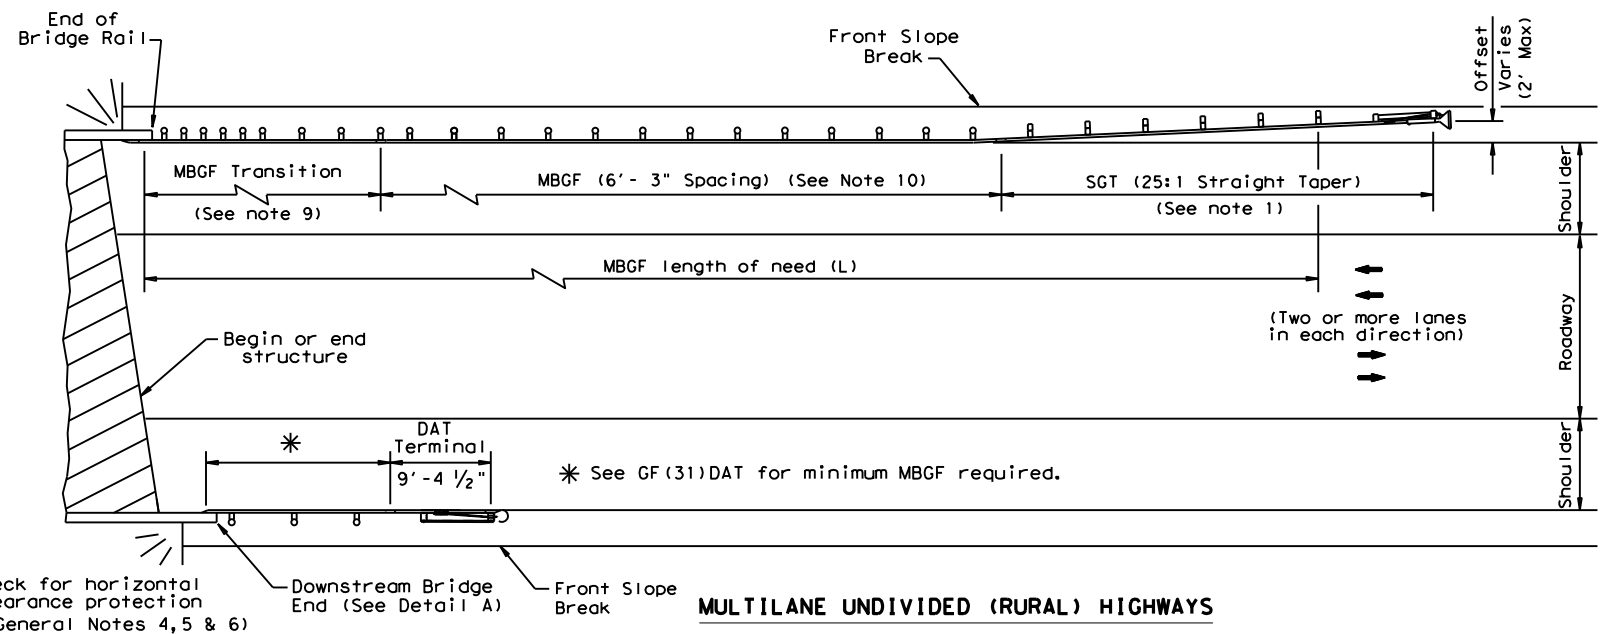 End of
Bridge Rail
Front Slope
Break
Offset
Varies
(2' Max)
MBGF Transition
(See note 9)
MBGF (6'- 3" Spacing) (See Note 10)
SGT (25:1 Straight Taper)
(See note 1)
Shoulder
MBGF length of need (L)
(Two or more lanes
in each direction)
Roadway
Begin or end
structure
DAT
Terminal
9'-4 1/2"
✳
✳ See GF(31)DAT for minimum MBGF required.
Shoulder
eck for horizontal
earance protection
General Notes 4,5 & 6)
Downstream Bridge
End (See Detail A)
Front Slope
Break
MULTILANE UNDIVIDED (RURAL) HIGHWAYS